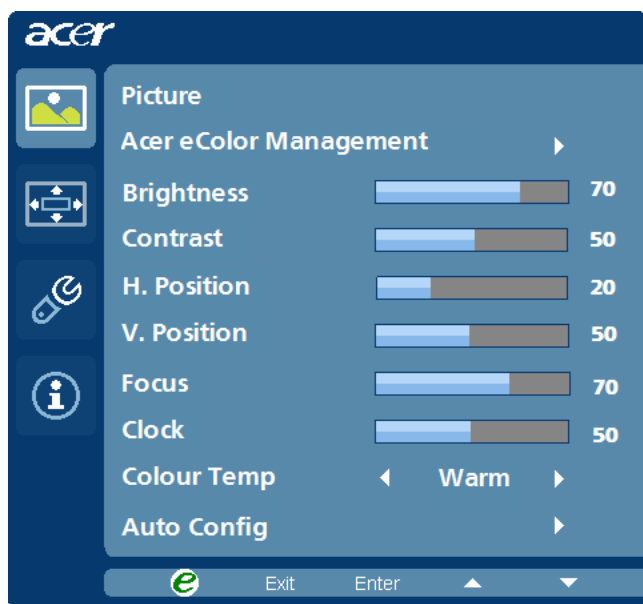 acer
Picture
Acer eColor Management
Brightness 70
Contrast 50
H. Position 20
V. Position 50
Focus 70
Clock 50
Colour Temp Warm
Auto Config
e Exit Enter